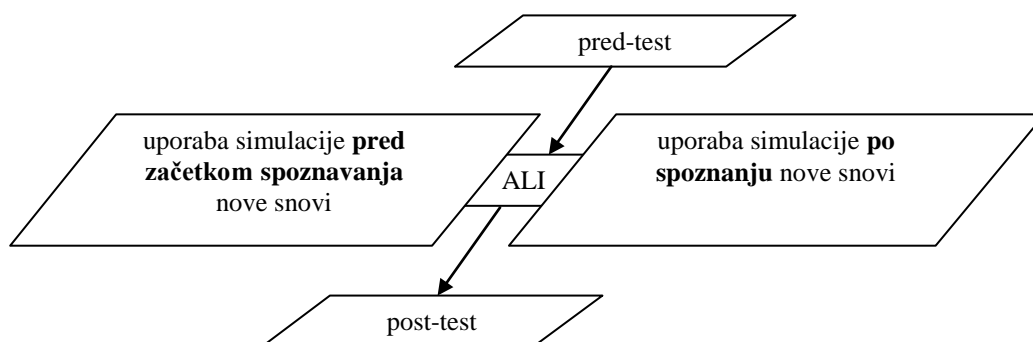 pred-test
uporaba simulacije pred
začetkom spoznavanja
nove snovi
ALI
uporaba simulacije po
spoznanju nove snovi
post-test